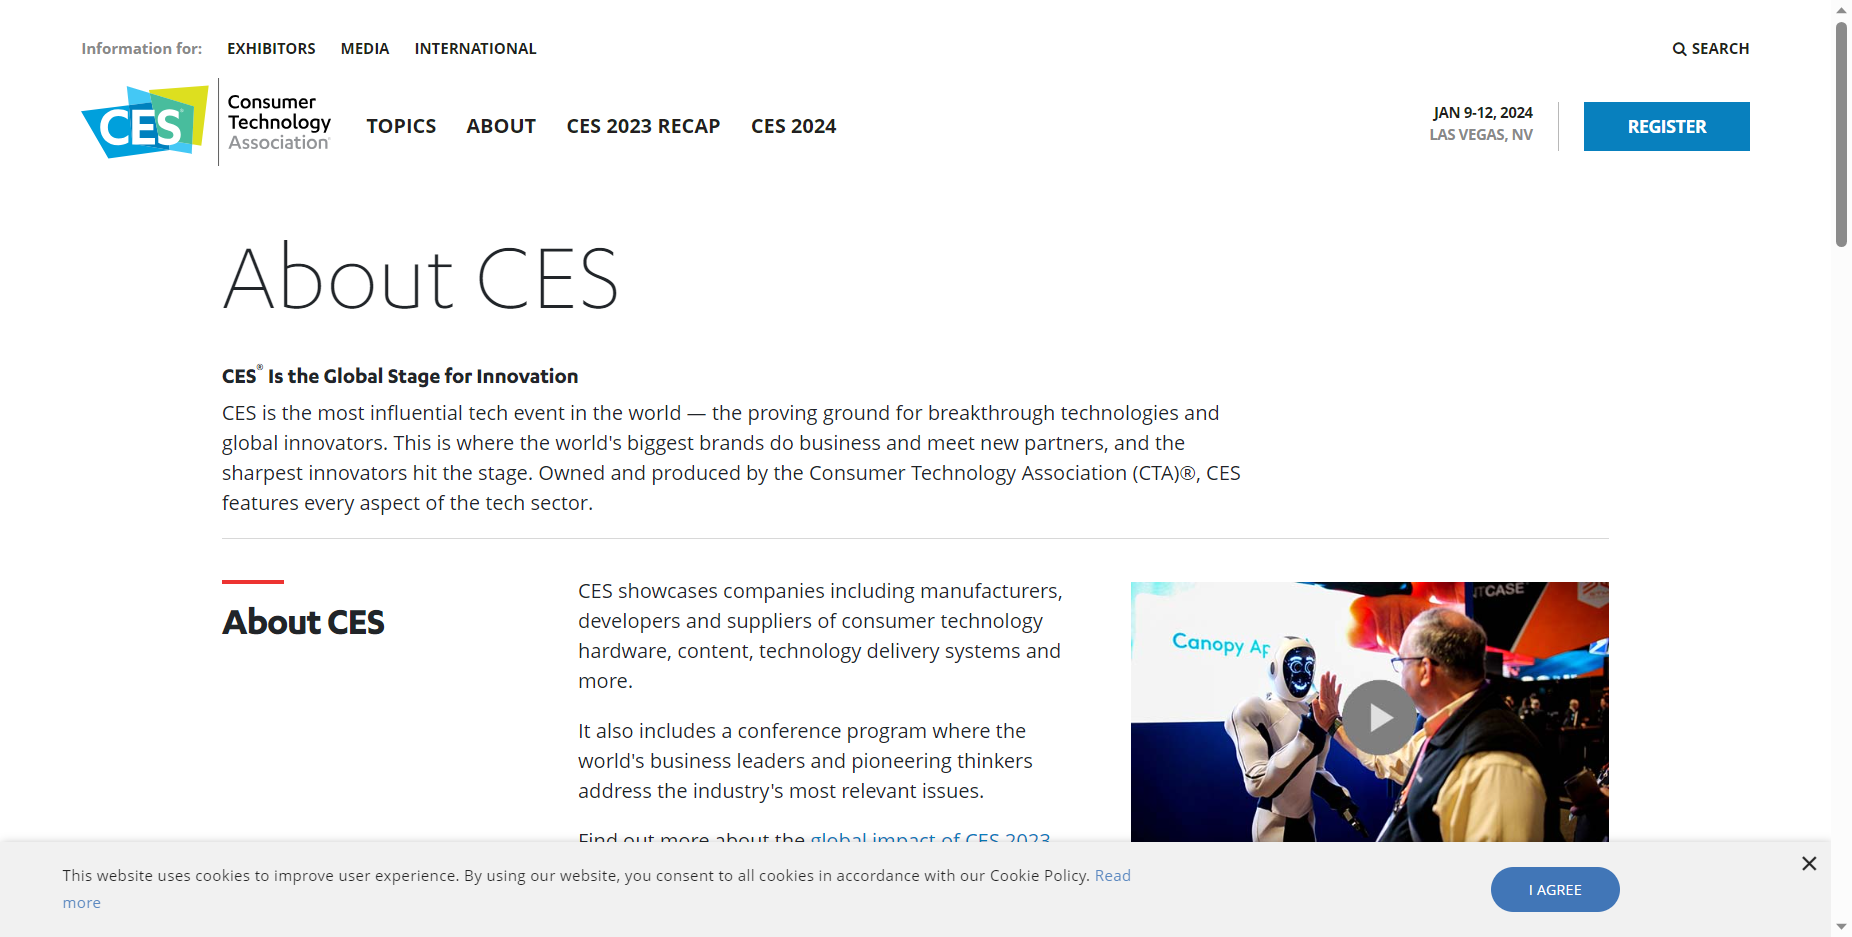 Information for: EXHIBITORS MEDIA INTERNATIONAL
SEARCH
CES®
Consumer
Technology
Association®
TOPICS ABOUT CES 2023 RECAP CES 2024
JAN 9-12, 2024
LAS VEGAS, NV
REGISTER
About CES
CES® Is the Global Stage for Innovation
CES is the most influential tech event in the world — the proving ground for breakthrough technologies and
global innovators. This is where the world's biggest brands do business and meet new partners, and the
sharpest innovators hit the stage. Owned and produced by the Consumer Technology Association (CTA)®, CES
features every aspect of the tech sector.
About CES
CES showcases companies including manufacturers,
developers and suppliers of consumer technology
hardware, content, technology delivery systems and
more.
It also includes a conference program where the
world's business leaders and pioneering thinkers
address the industry's most relevant issues.
Find out more about the global impact of CES 2023
Canopy
This website uses cookies to improve user experience. By using our website, you consent to all cookies in accordance with our Cookie Policy. Read
more
I AGREE